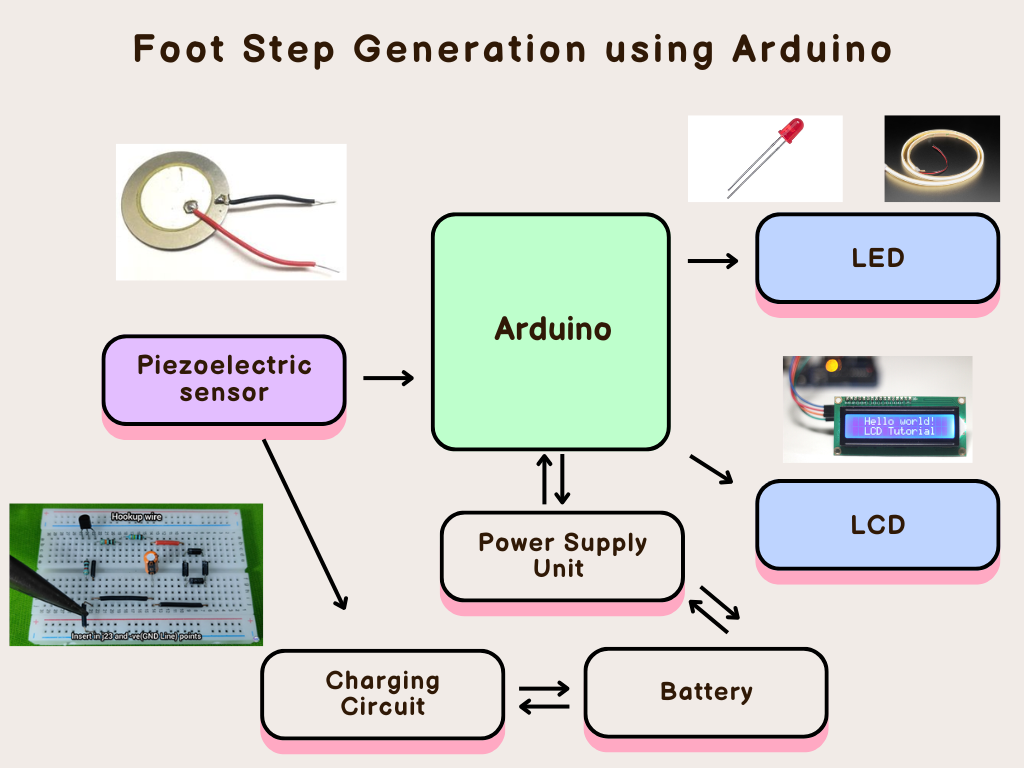 Foot Step Generation using Arduino
LED
Arduino
Piezoelectric
sensor
Hello world!
LCD Tutorial
LCD
Hookup wire
Power Supply
Unit
Insert in j23 and -ve(GND Line) points
Charging
Circuit
Battery